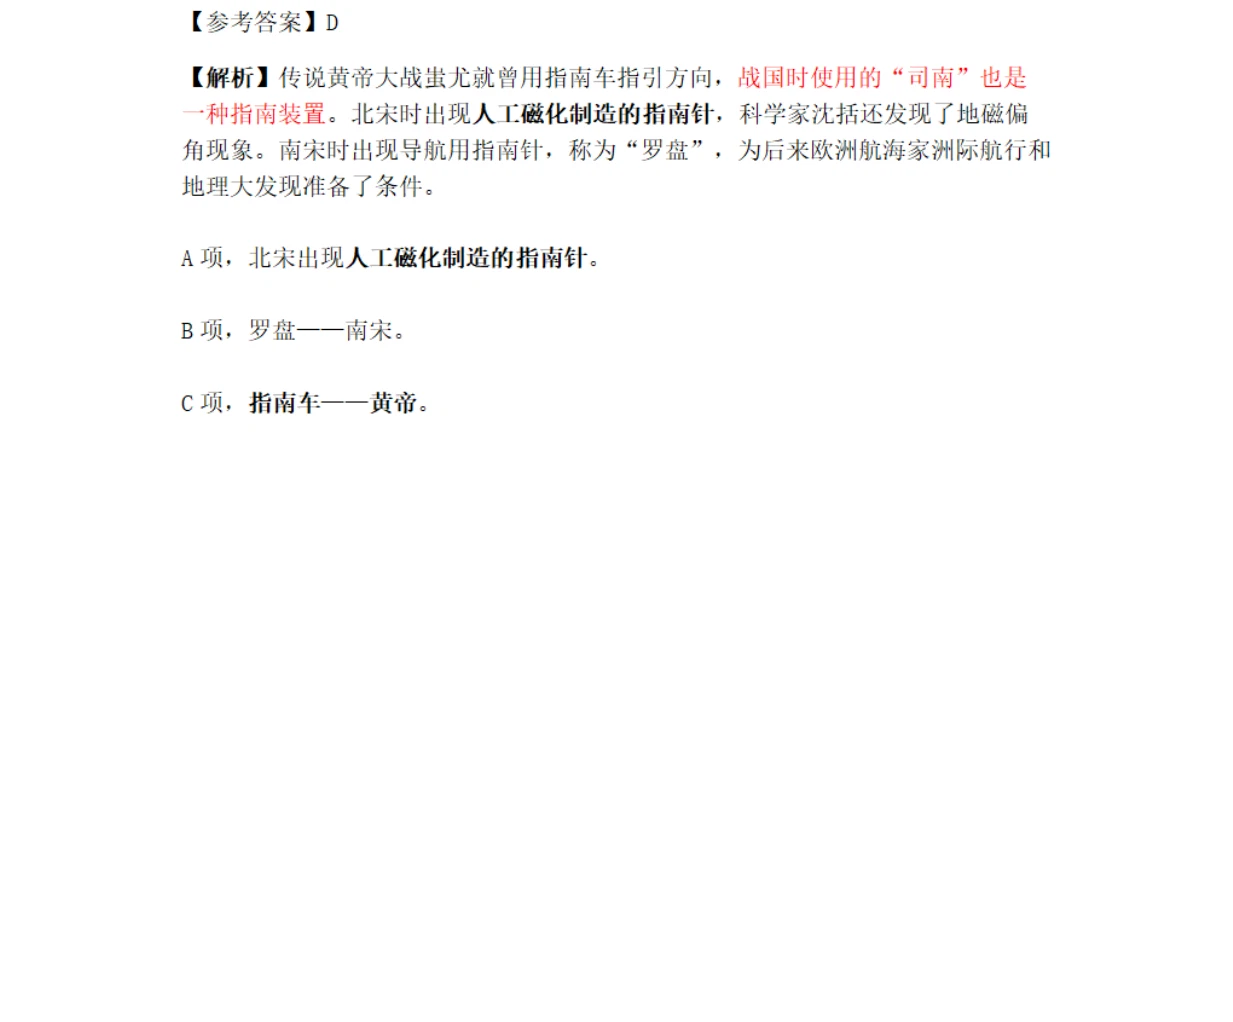 【参考答案】D
【解析】传说黄帝大战蚩尤就曾用指南车指引方向，战国时使用的“司南”也是
一种指南装置。北宋时出现人工磁化制造的指南针，科学家沈括还发现了地磁偏
角现象。南宋时出现导航用指南针，称为“罗盘”，为后来欧洲航海家洲际航行和
地理大发现准备了条件。
A 项，北宋出现人工磁化制造的指南针。
B 项，罗盘——南宋。
C 项，指南车——黄帝。